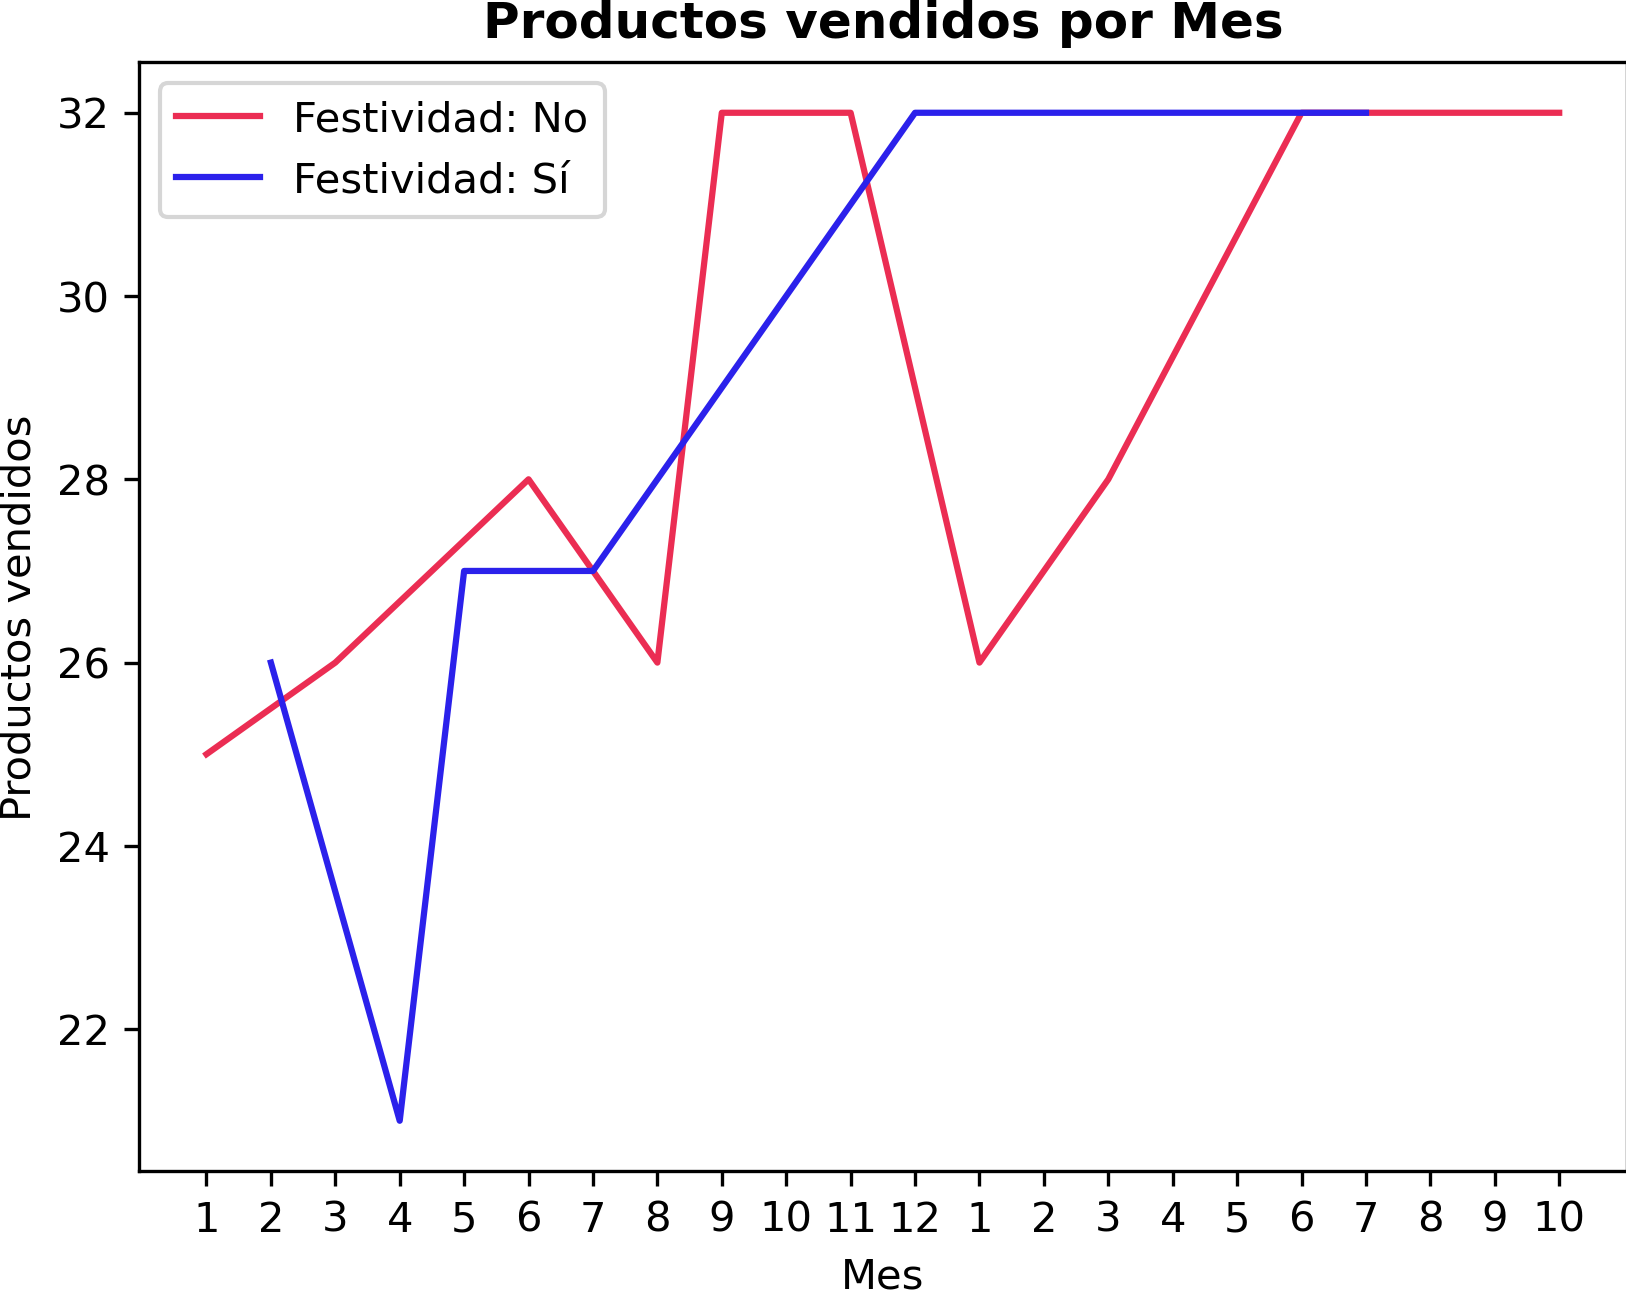 Productos vendidos por Mes
Festividad: No
Festividad: Sí
Productos vendidos
32
30
28
26
24
22
1 2 3 4 5 6 7 8 9 10 11 12 1 2 3 4 5 6 7 8 9 10
Mes